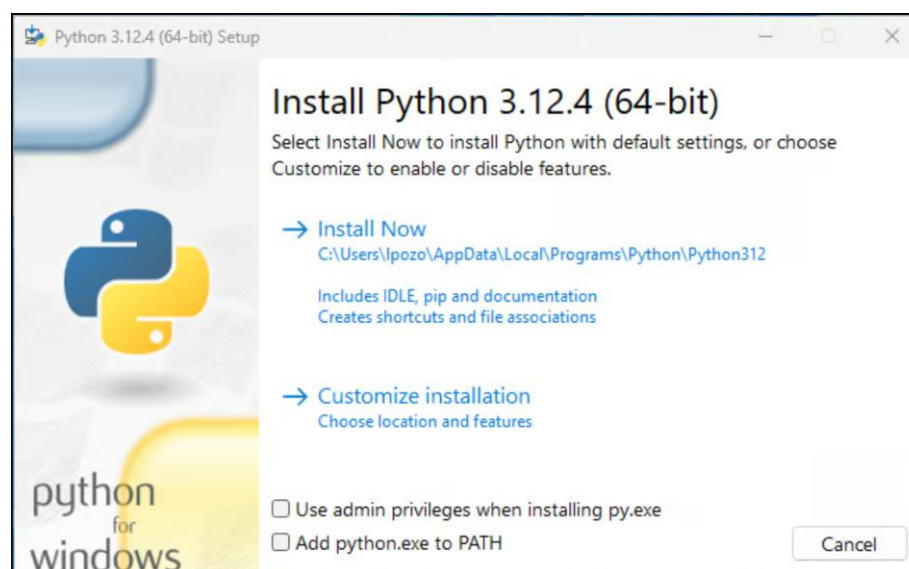 Python 3.12.4 (64-bit) Setup
Install Python 3.12.4 (64-bit)
Select Install Now to install Python with default settings, or choose
Customize to enable or disable features.
Install Now
C:\Users\lpozo\AppData\Local\Programs\Python\Python312
Includes IDLE, pip and documentation
Creates shortcuts and file associations
Customize installation
Choose location and features
python
for
windows
Use admin privileges when installing py.exe
Add python.exe to PATH
Cancel